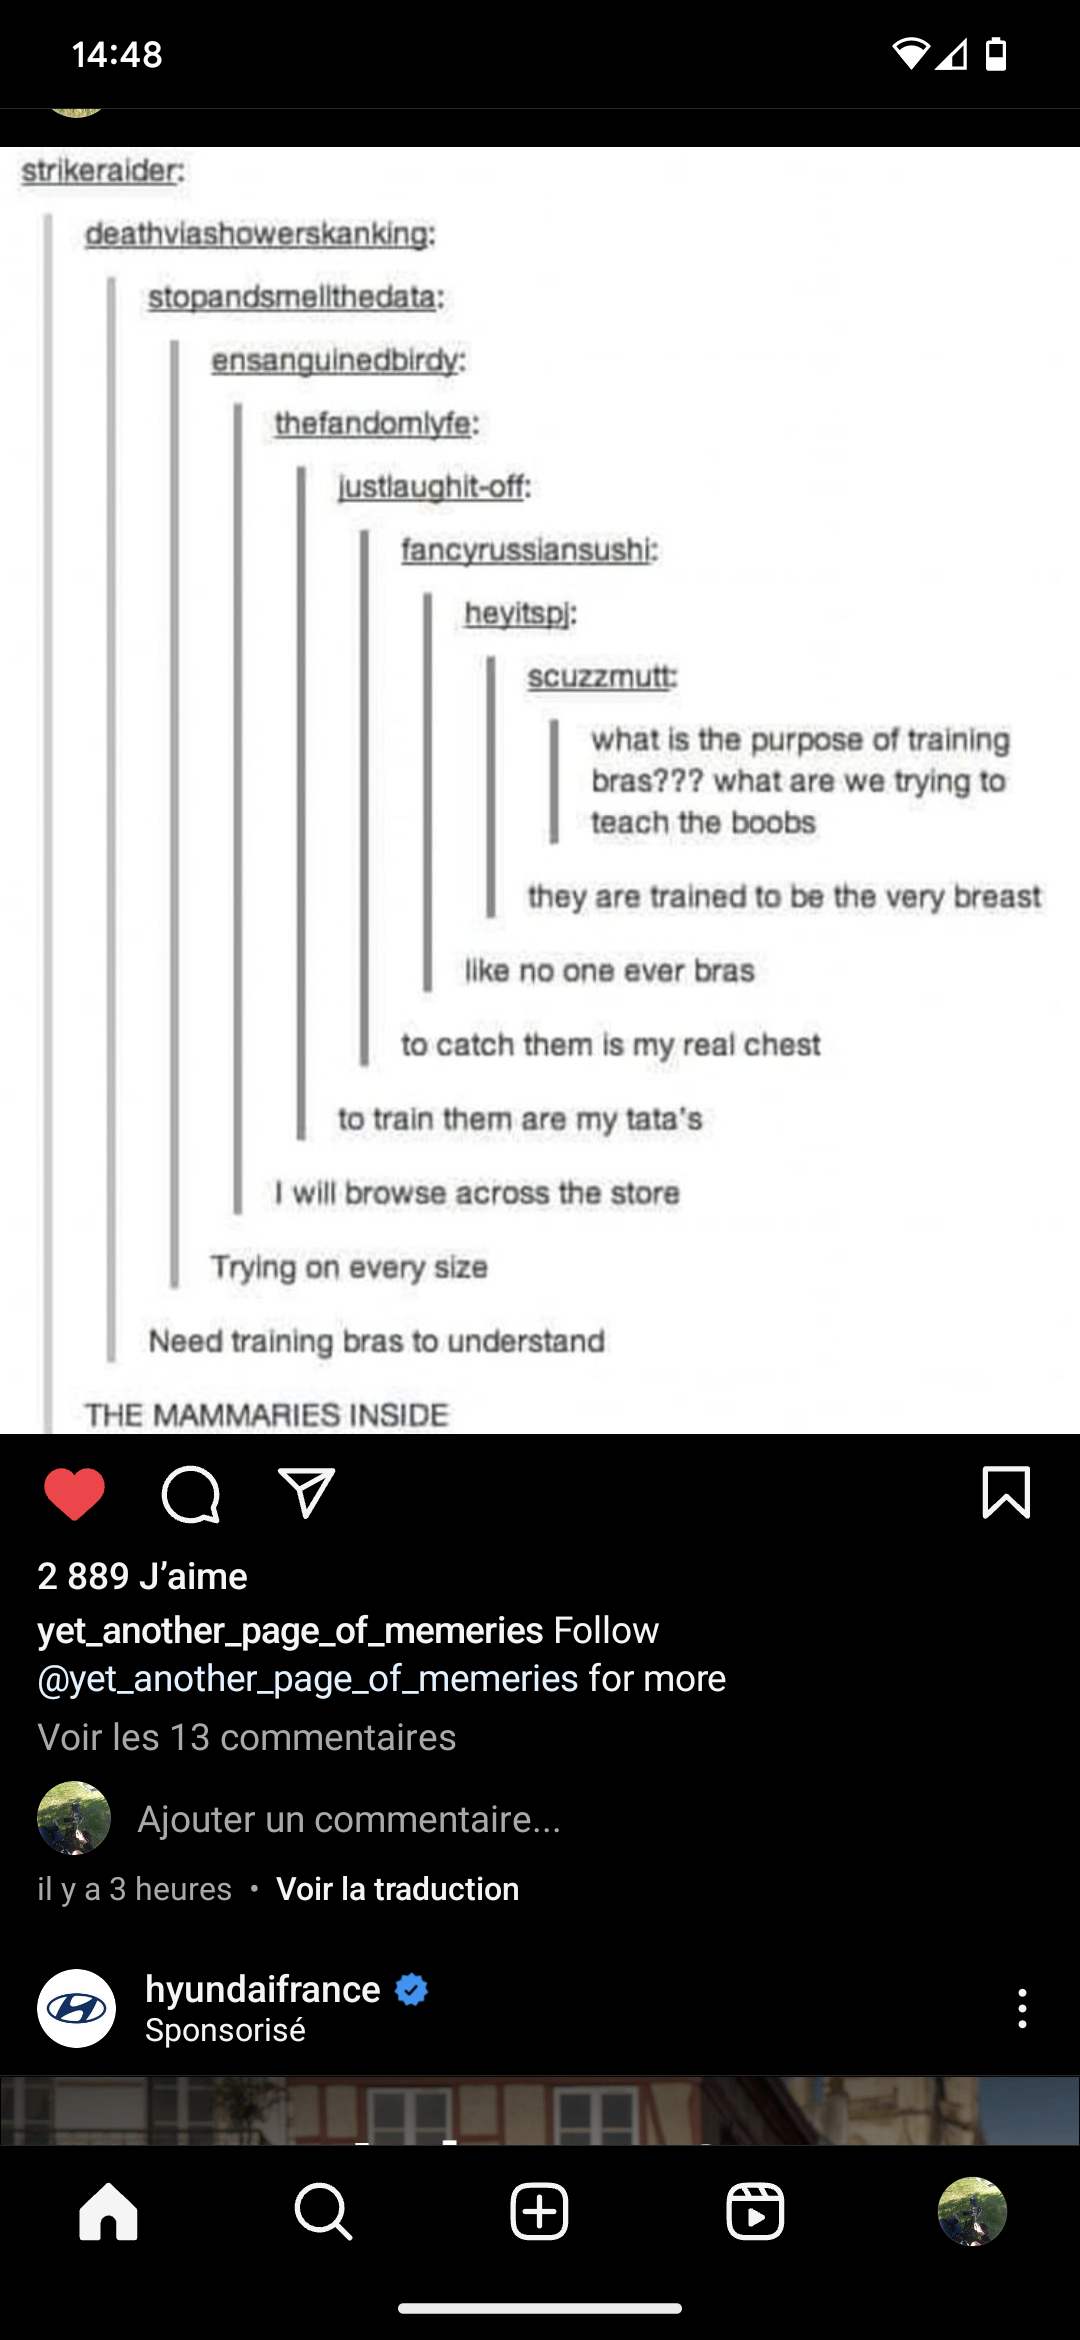 14:48
strikeraider:
deathviashowerskanking:
stopandsmellthedata:
ensanguinedbirdy:
thefandomlyfe:
justlaughit-off:
fancyrussiansushi:
heyitspj:
scuzzmutt:
what is the purpose of training
bras??? what are we trying to
teach the boobs
they are trained to be the very breast
like no one ever bras
to catch them is my real chest
to train them are my tata's
I will browse across the store
Trying on every size
Need training bras to understand
THE MAMMARIES INSIDE
2 889 J’aime
yet_another_page_of_memeries Follow
@yet_another_page_of_memeries for more
Voir les 13 commentaires
Ajouter un commentaire...
il y a 3 heures • Voir la traduction
hyundaifrance
Sponsorisé